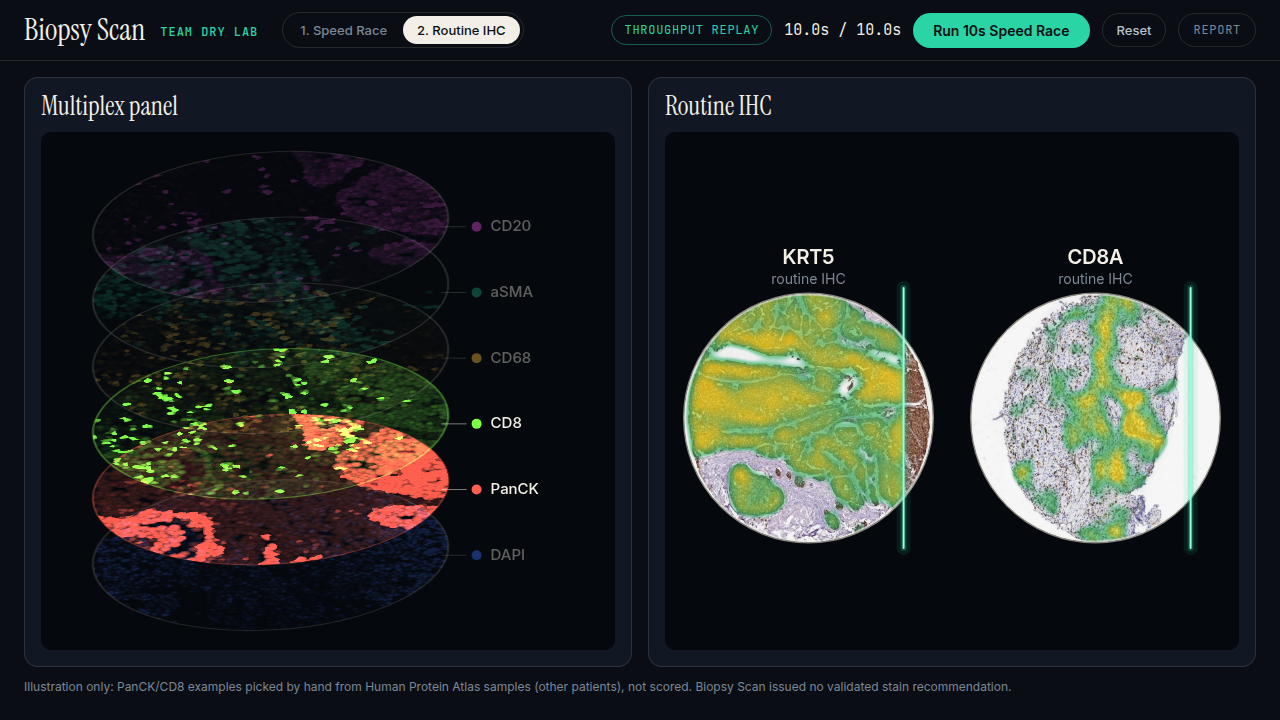 Biopsy Scan TEAM DRY LAB 1. Speed Race 2. Routine IHC THROUGHPUT REPLAY 10.0s / 10.0s Run 10s Speed Race Reset REPORT
Multiplex panel
CD20
aSMA
CD68
CD8
PanCK
DAPI
Routine IHC
KRT5
routine IHC
CD8A
routine IHC
Illustration only: PanCK/CD8 examples picked by hand from Human Protein Atlas samples (other patients), not scored. Biopsy Scan issued no validated stain recommendation.